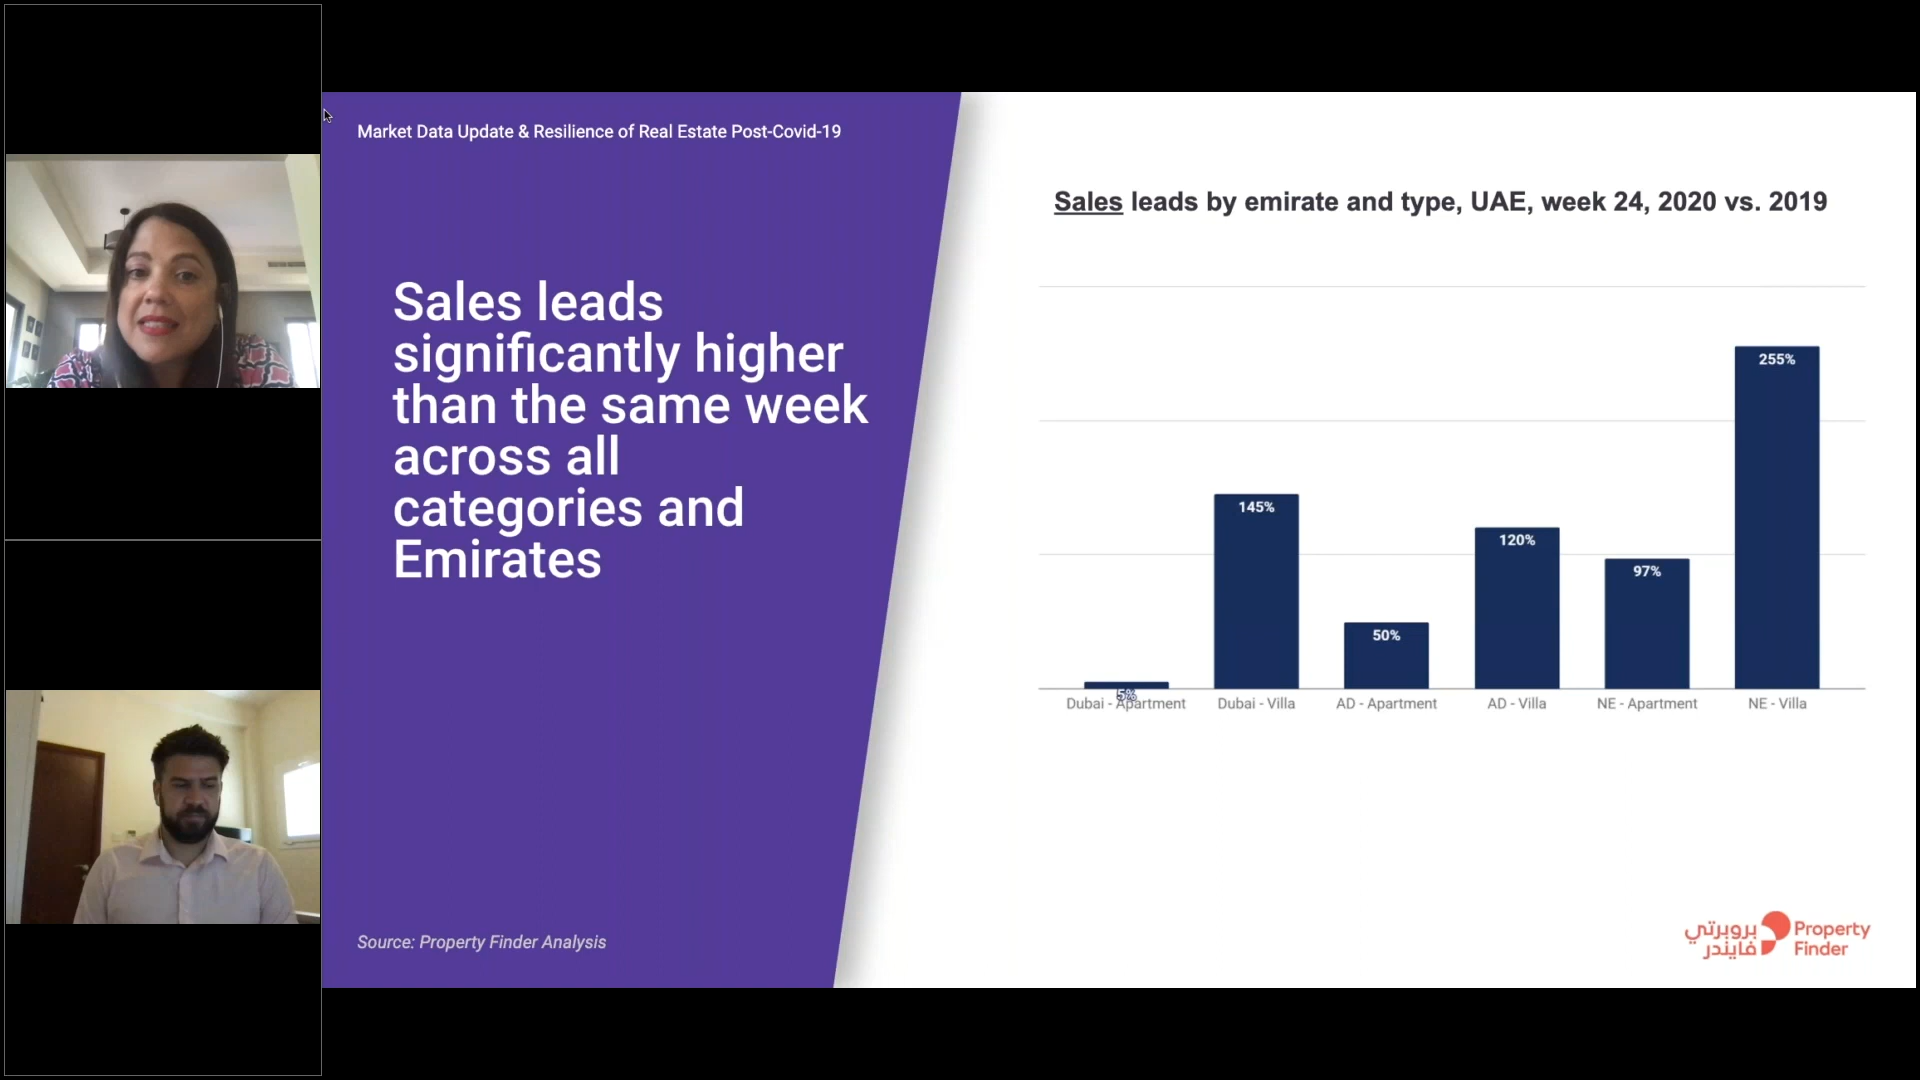 Market Data Update & Resilience of Real Estate Post-Covid-19
Sales leads
significantly higher
than the same week
across all
categories and
Emirates
Source: Property Finder Analysis
Sales leads by emirate and type, UAE, week 24, 2020 vs. 2019
255%
145%
120%
97%
50%
5%
Dubai - Apartment
Dubai - Villa
AD - Apartment
AD - Villa
NE - Apartment
NE - Villa
بروبرتي
فايندر
Property
Finder